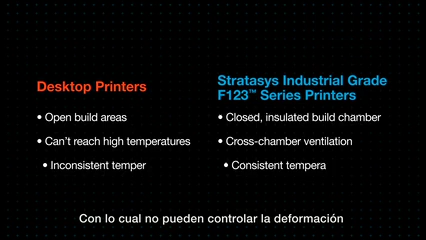 Desktop Printers
• Open build areas
• Can't reach high temperatures
• Inconsistent temper
Stratasys Industrial Grade
F123™ Series Printers
• Closed, insulated build chamber
• Cross-chamber ventilation
• Consistent tempera
Con lo cual no pueden controlar la deformación